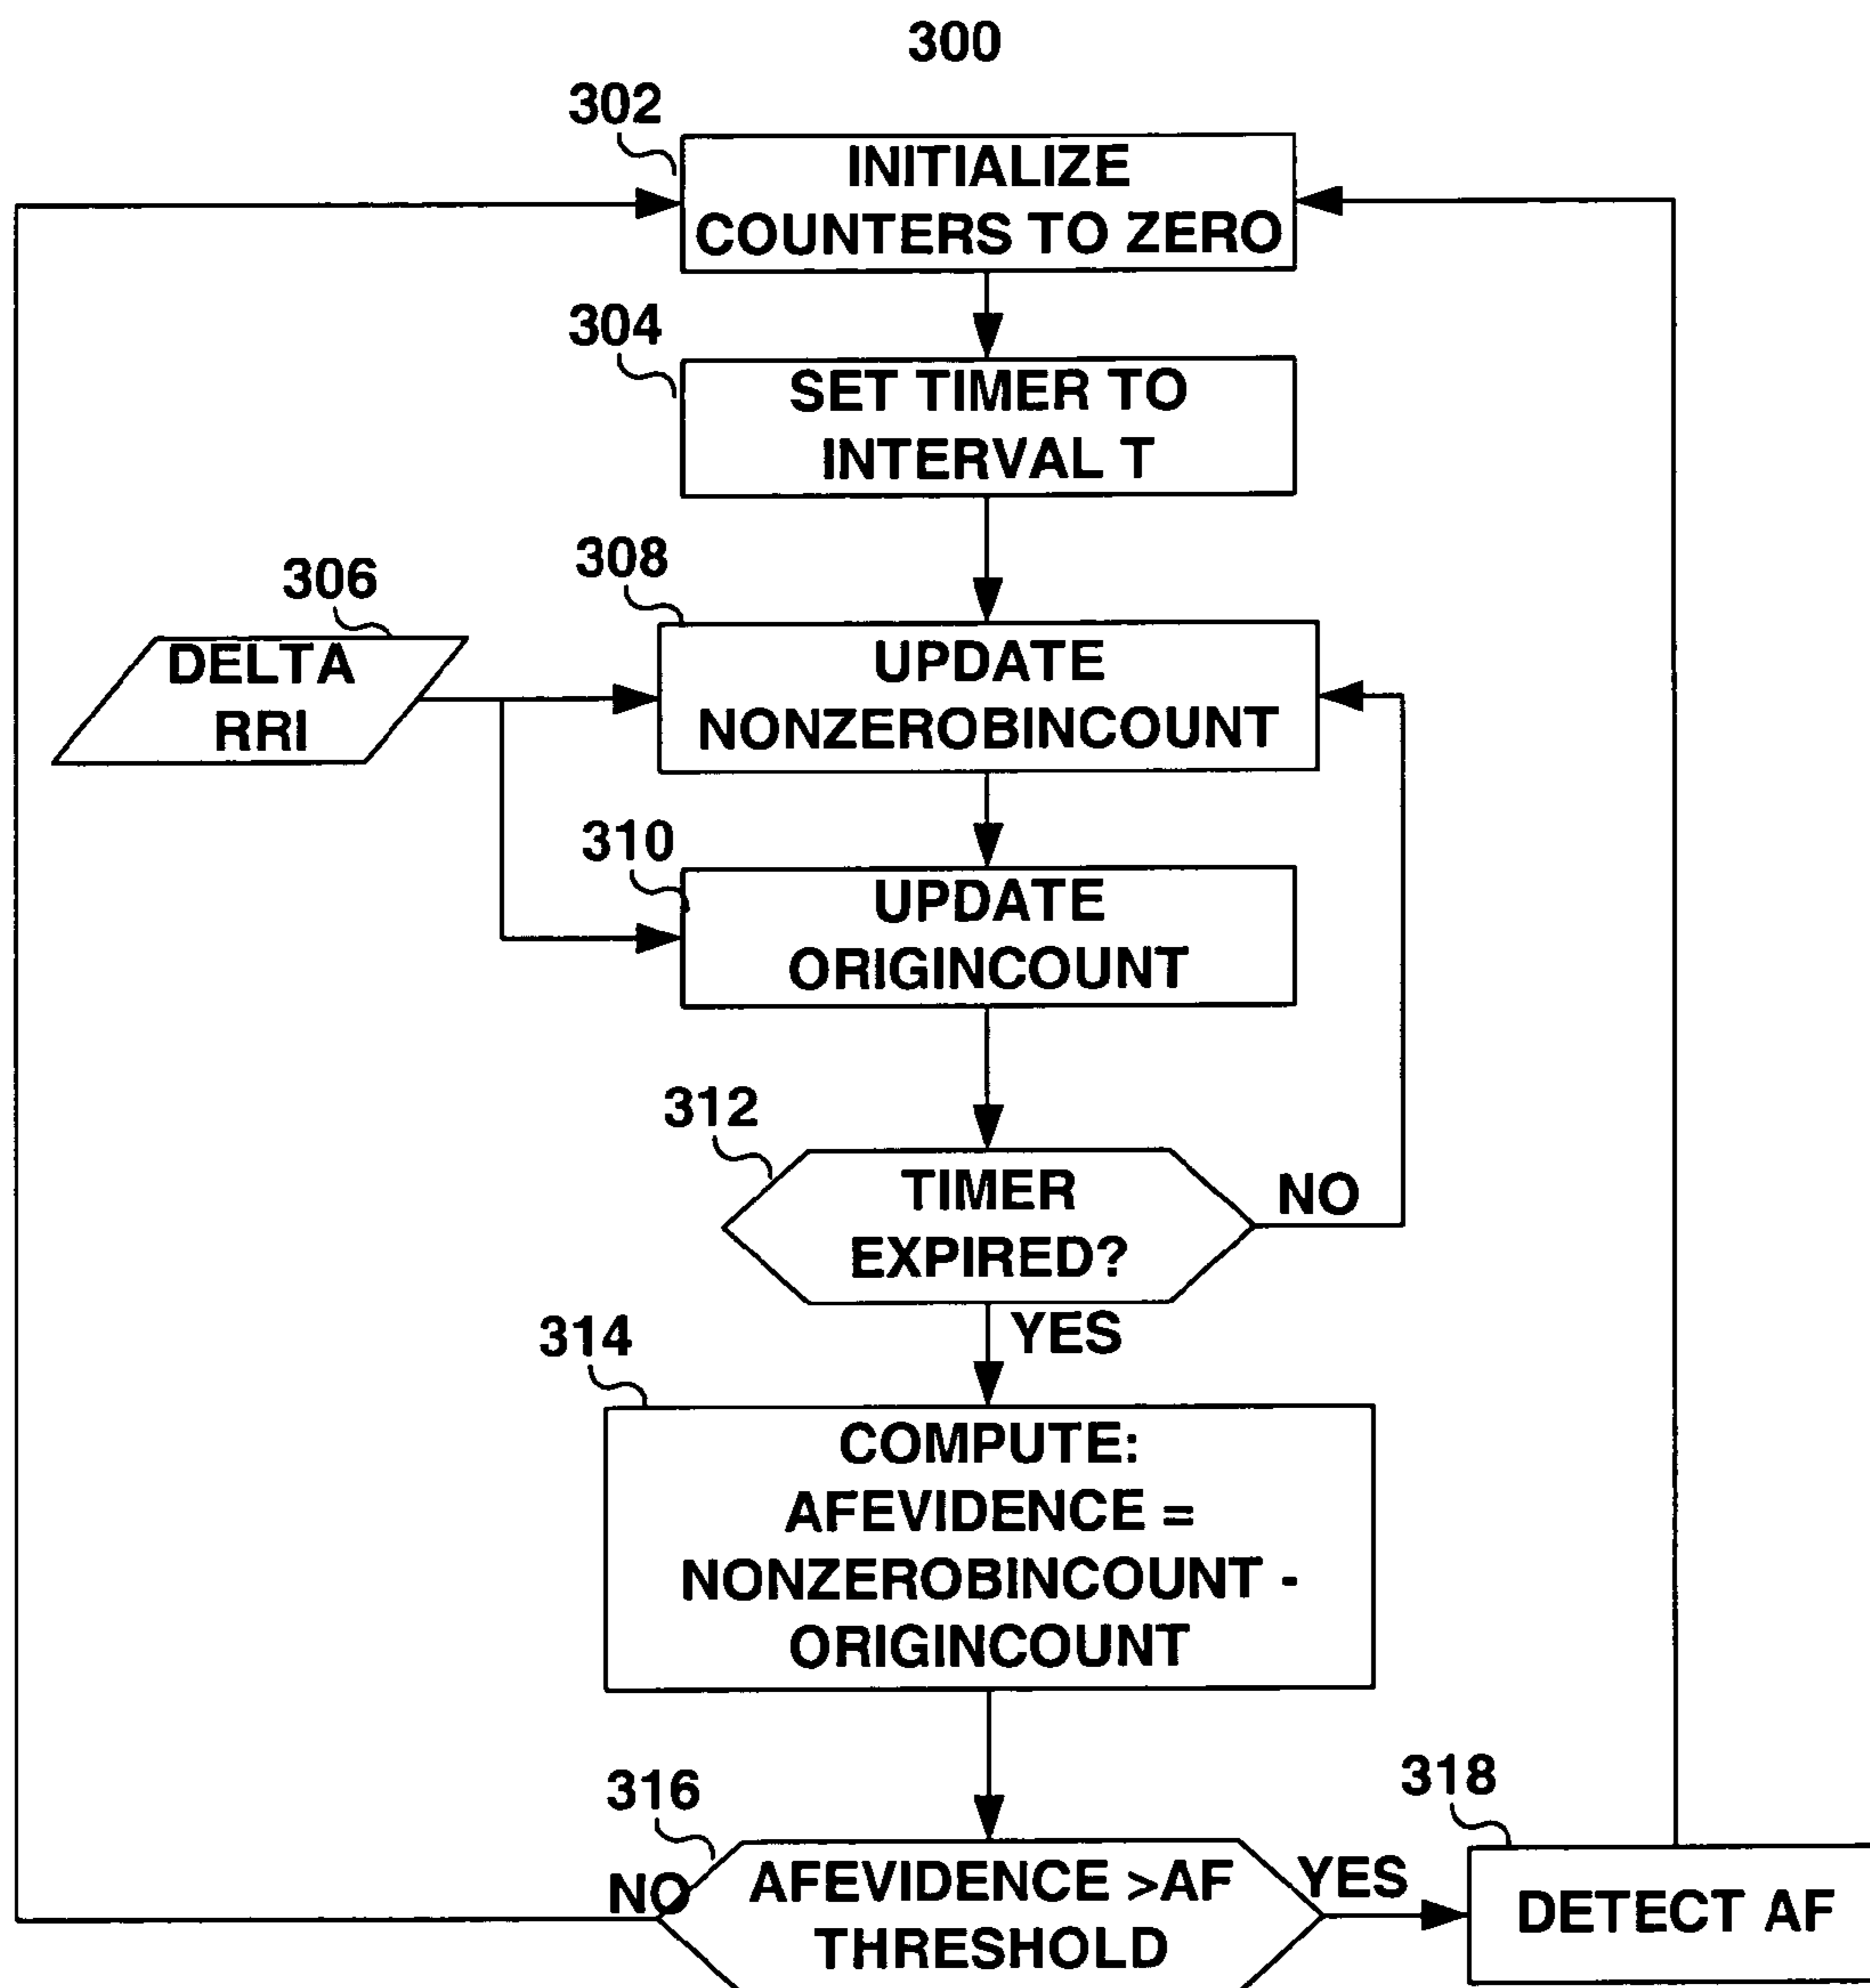 300
302
INITIALIZE
COUNTERS TO ZERO
304
SET TIMER TO
INTERVAL T
306
DELTA
RRI
308
UPDATE
NONZEROBINCOUNT
310
UPDATE
ORIGINCOUNT
312
TIMER
EXPIRED?
NO
YES
314
COMPUTE:
AFEVIDENCE =
NONZEROBINCOUNT -
ORIGINCOUNT
316
NO
AFEVIDENCE >AF
THRESHOLD
YES
318
DETECT AF